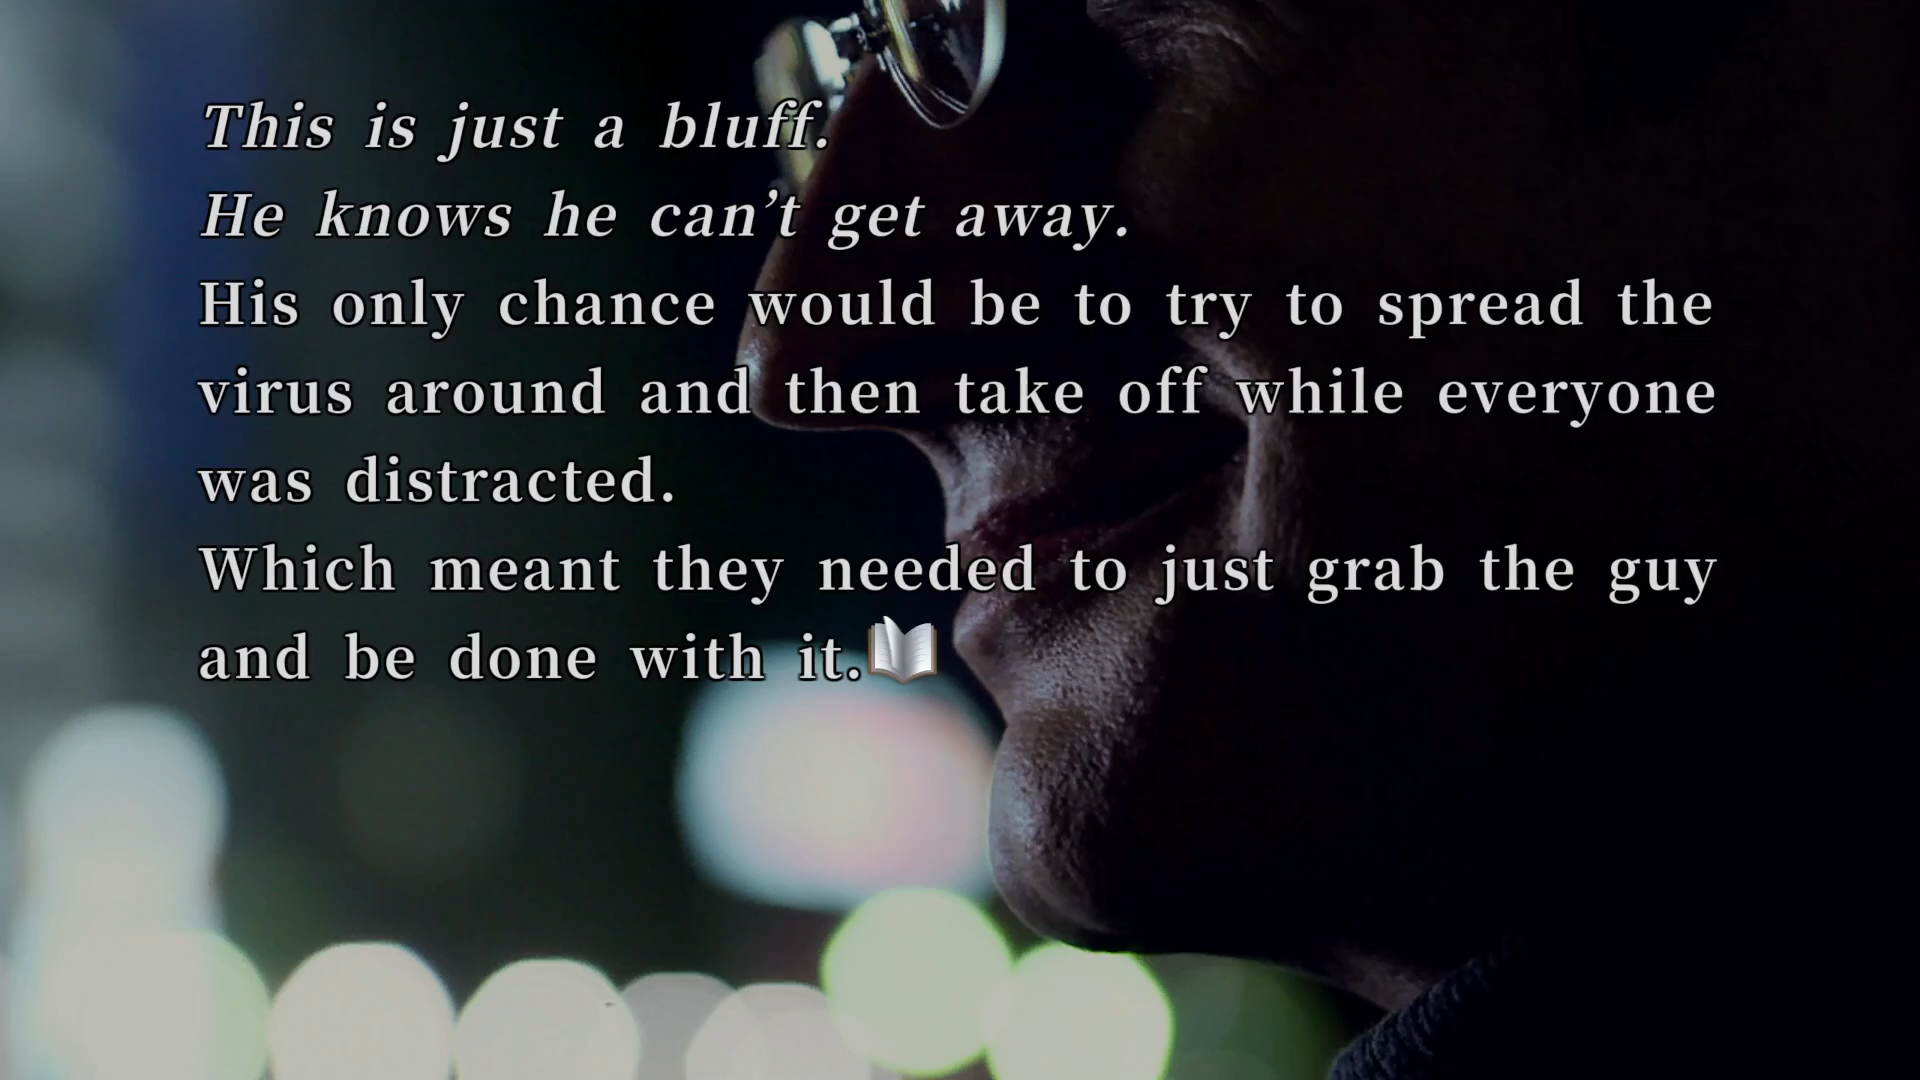 This is just a bluff.
He knows he can’t get away.
His only chance would be to try to spread the
virus around and then take off while everyone
was distracted.
Which meant they needed to just grab the guy
and be done with it.